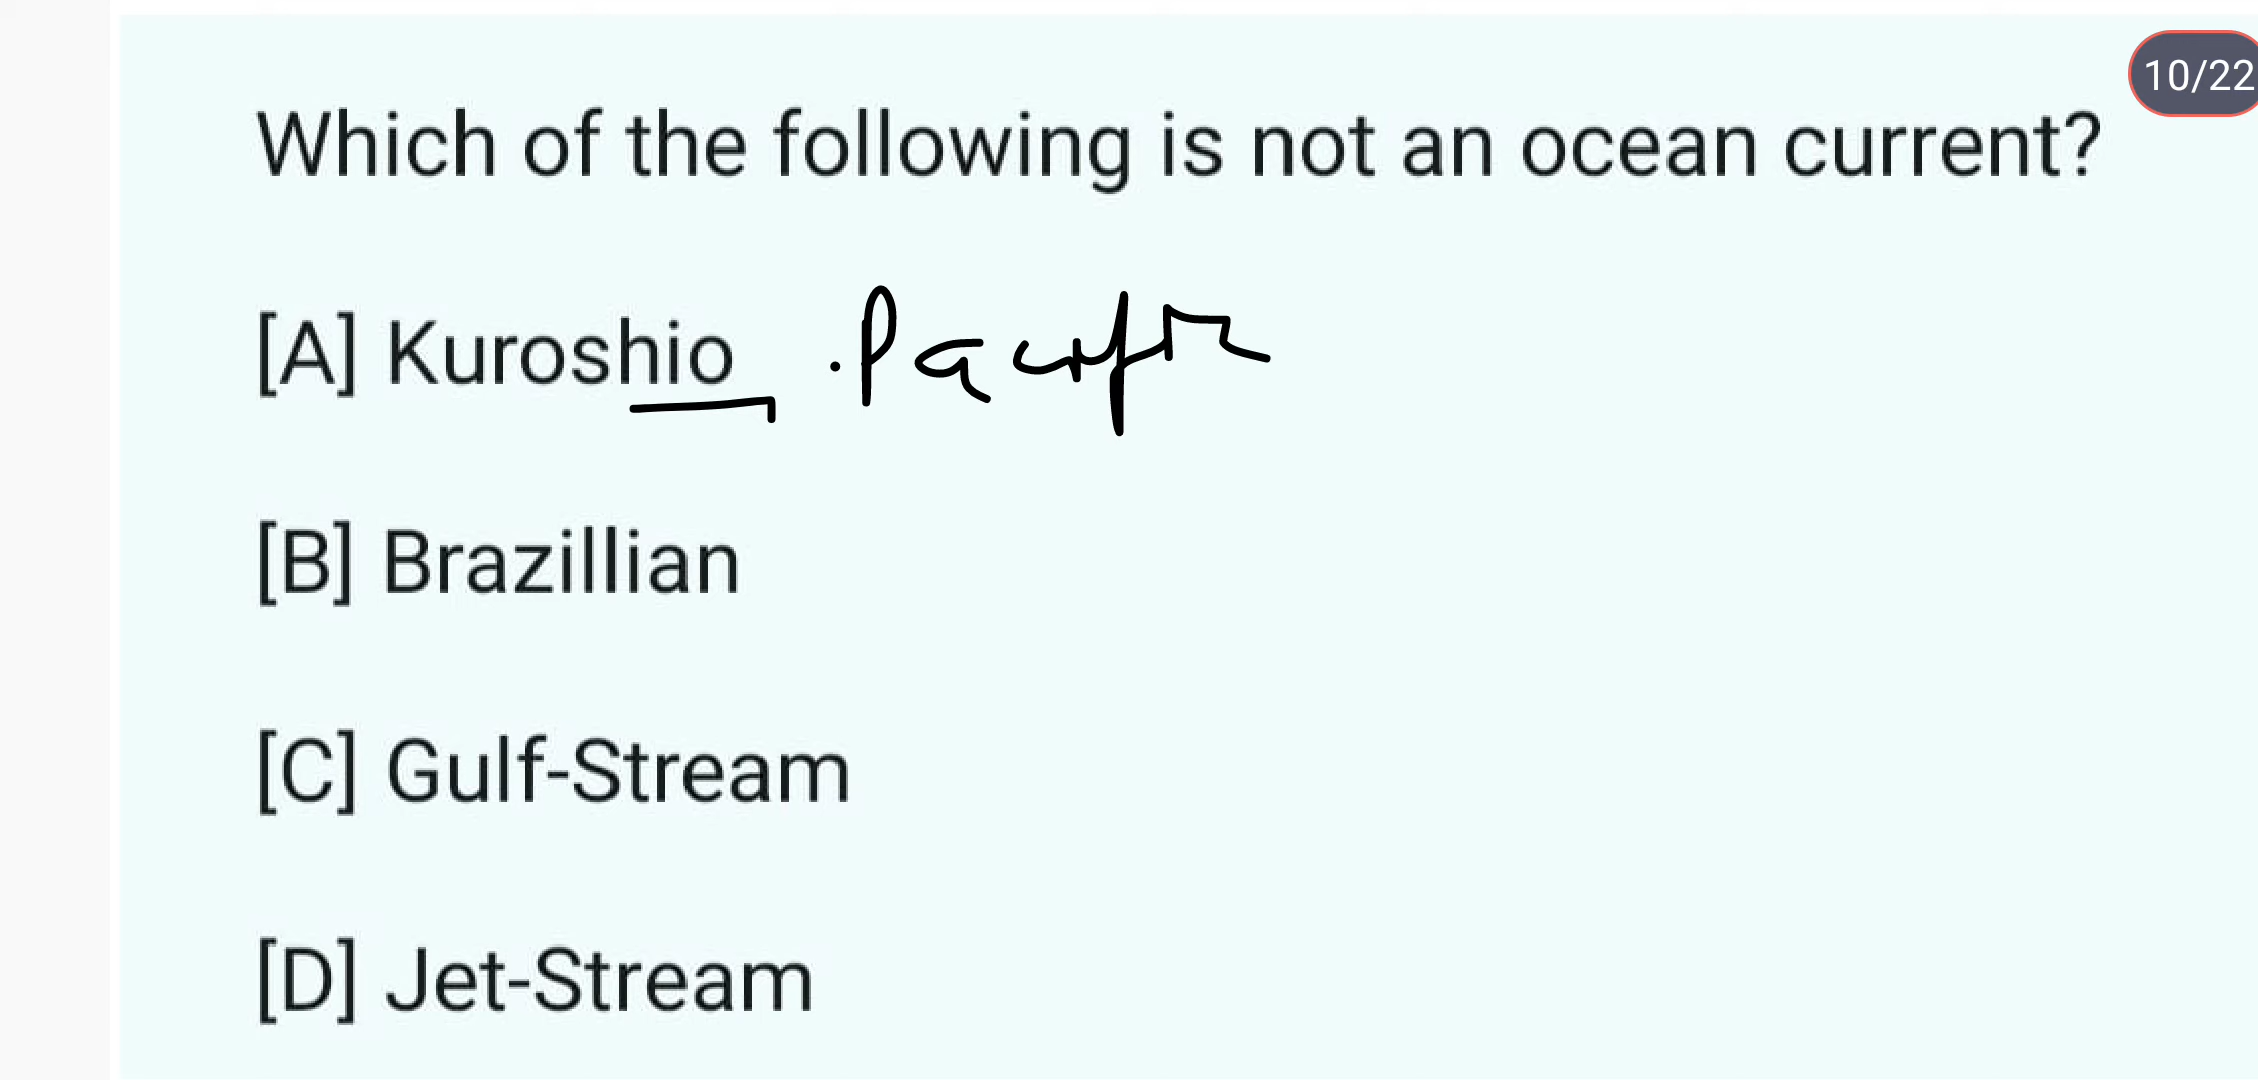 10/22
Which of the following is not an ocean current?
[A] Kuroshio . Pacific
[B] Brazillian
[C] Gulf-Stream
[D] Jet-Stream